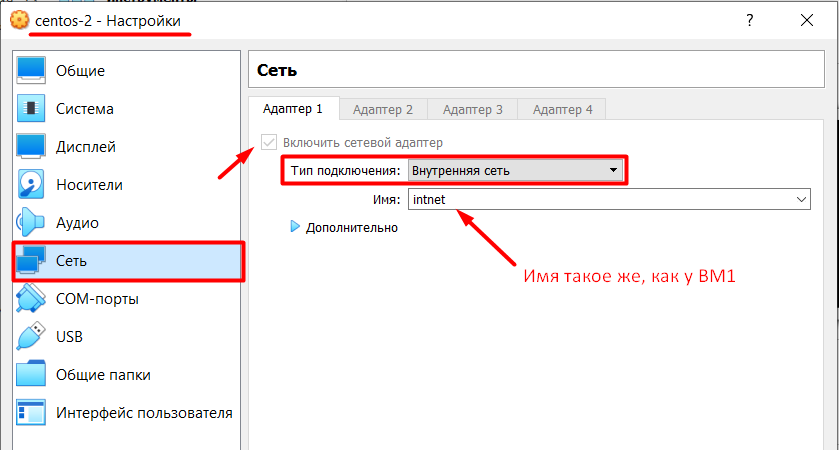 centos-2 - Настройки
Общие
Система
Дисплей
Носители
Аудио
Сеть
COM-порты
USB
Общие папки
Интерфейс пользователя
Сеть
Адаптер 1 Адаптер 2 Адаптер 3 Адаптер 4
Включить сетевой адаптер
Тип подключения: Внутренняя сеть
Имя: intnet
Дополнительно
Имя такое же, как у ВМ1